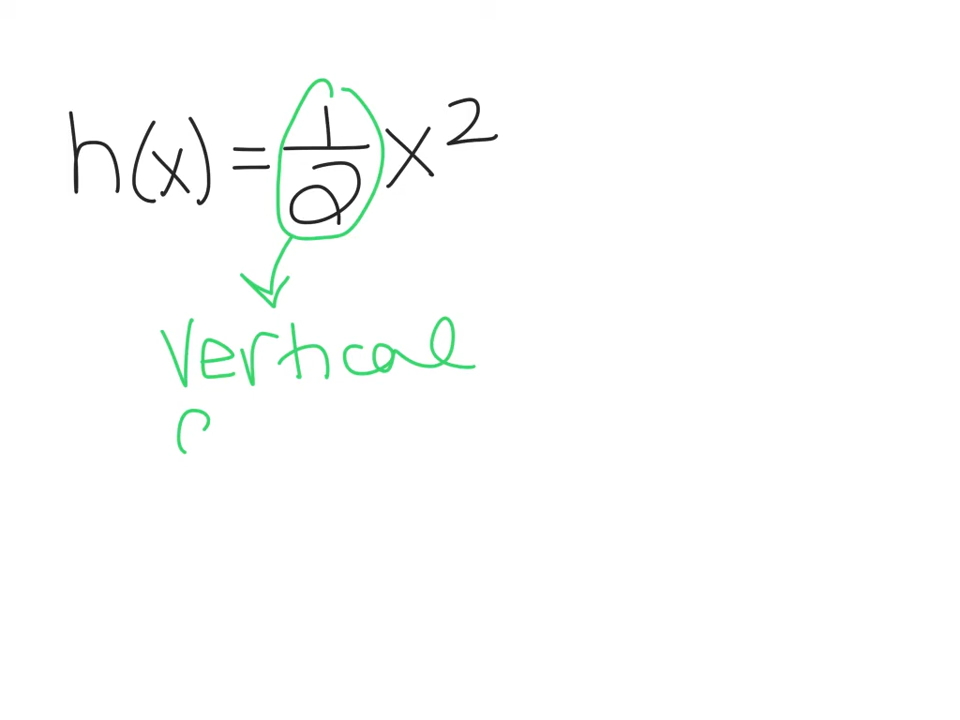 h(x) = 1/2 x²
vertical
c